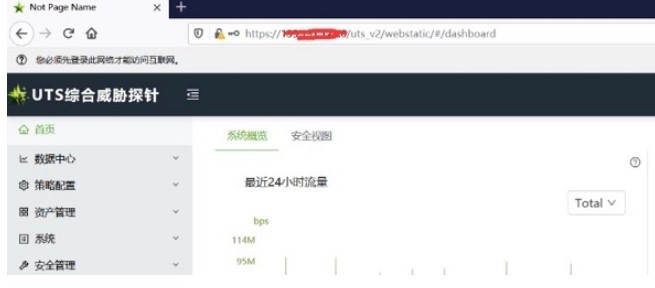 Not Page Name
https://
/uts_v2/webstatic/#/dashboard
您必须先登录此网络才能访问互联网。
UTS综合威胁探针
首页
系统概览 安全视图
数据中心
策略配置
最近24小时流量
资产管理
Total
bps
系统
114M
安全管理
95M